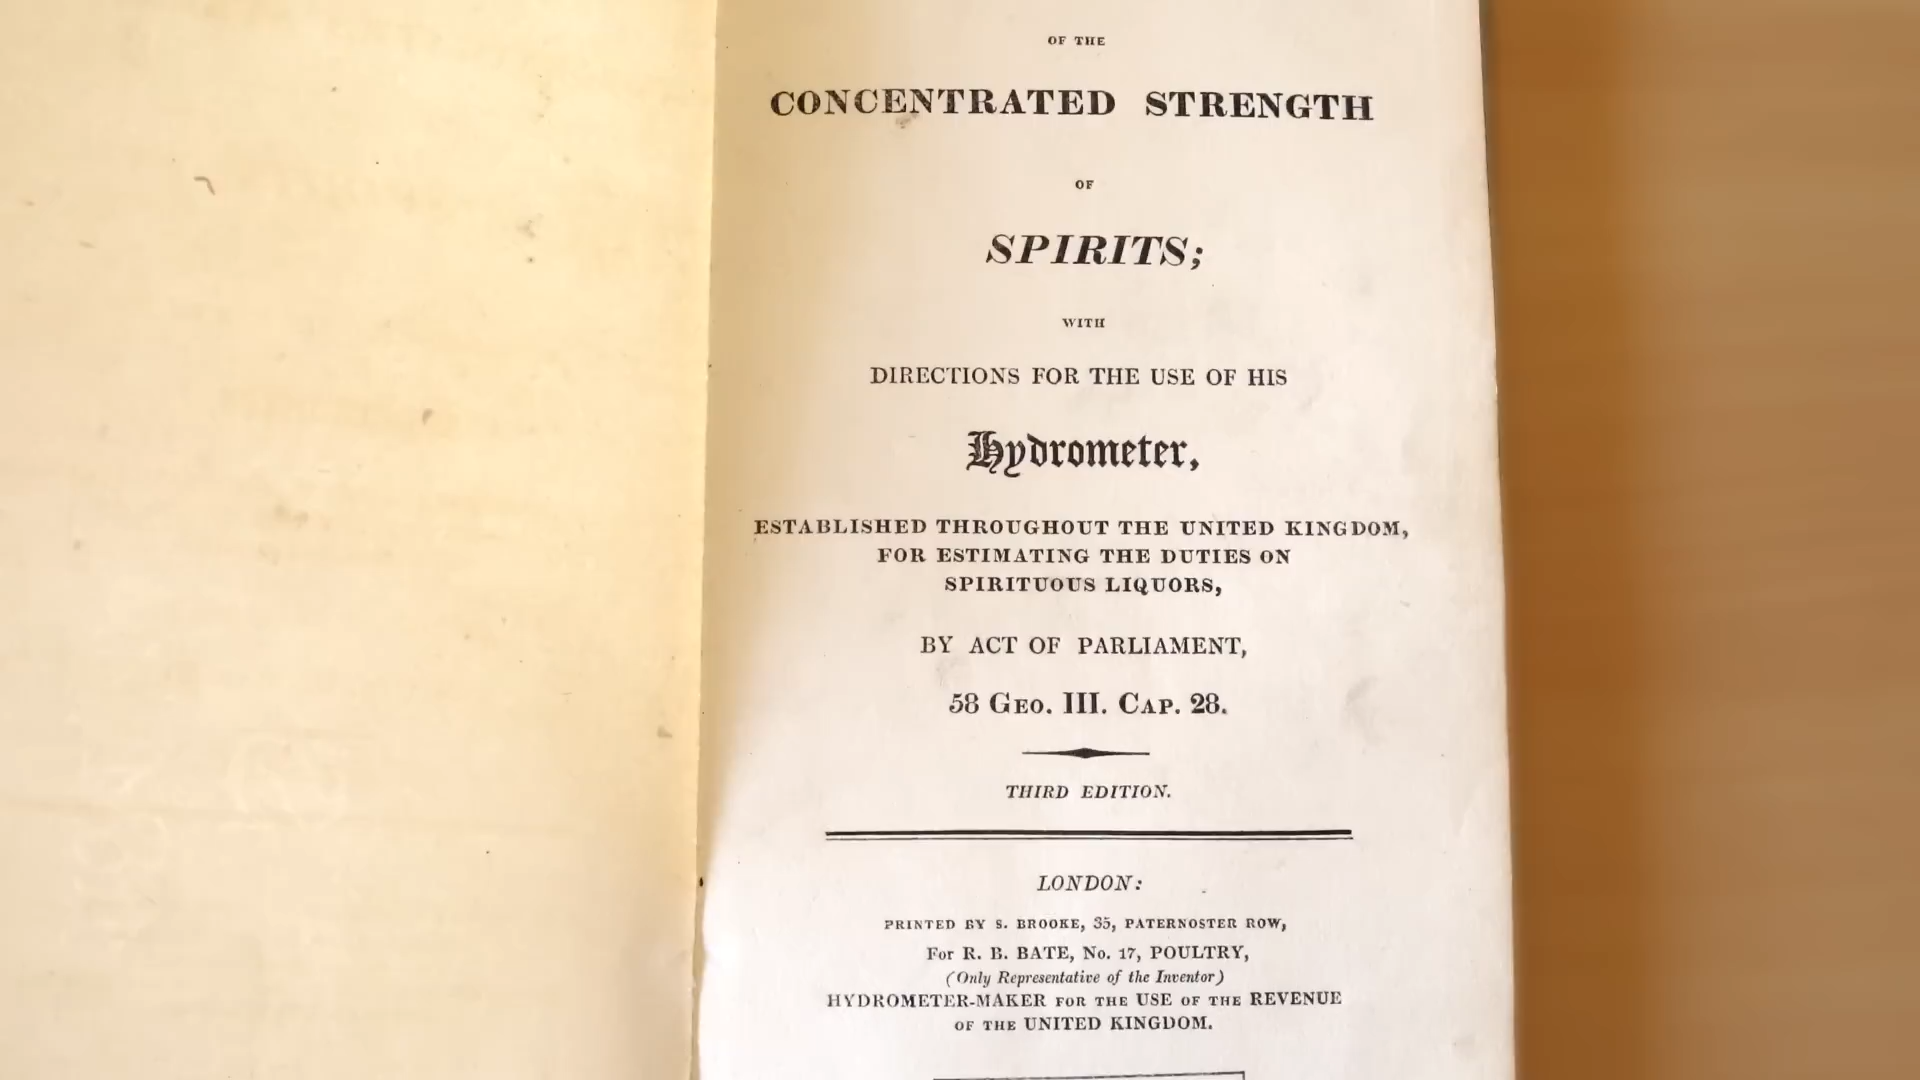 OF THE
CONCENTRATED STRENGTH
OF
SPIRITS;
WITH
DIRECTIONS FOR THE USE OF HIS
Hydrometer,
ESTABLISHED THROUGHOUT THE UNITED KINGDOM,
FOR ESTIMATING THE DUTIES ON
SPIRITUOUS LIQUORS,
BY ACT OF PARLIAMENT,
58 GEO. III. CAP. 28.
THIRD EDITION.
LONDON:
PRINTED BY S. BROOKE, 35, PATERNOSTER ROW,
For R. B. BATE, No. 17, POULTRY,
(Only Representative of the Inventor)
HYDROMETER-MAKER FOR THE USE OF THE REVENUE
OF THE UNITED KINGDOM.